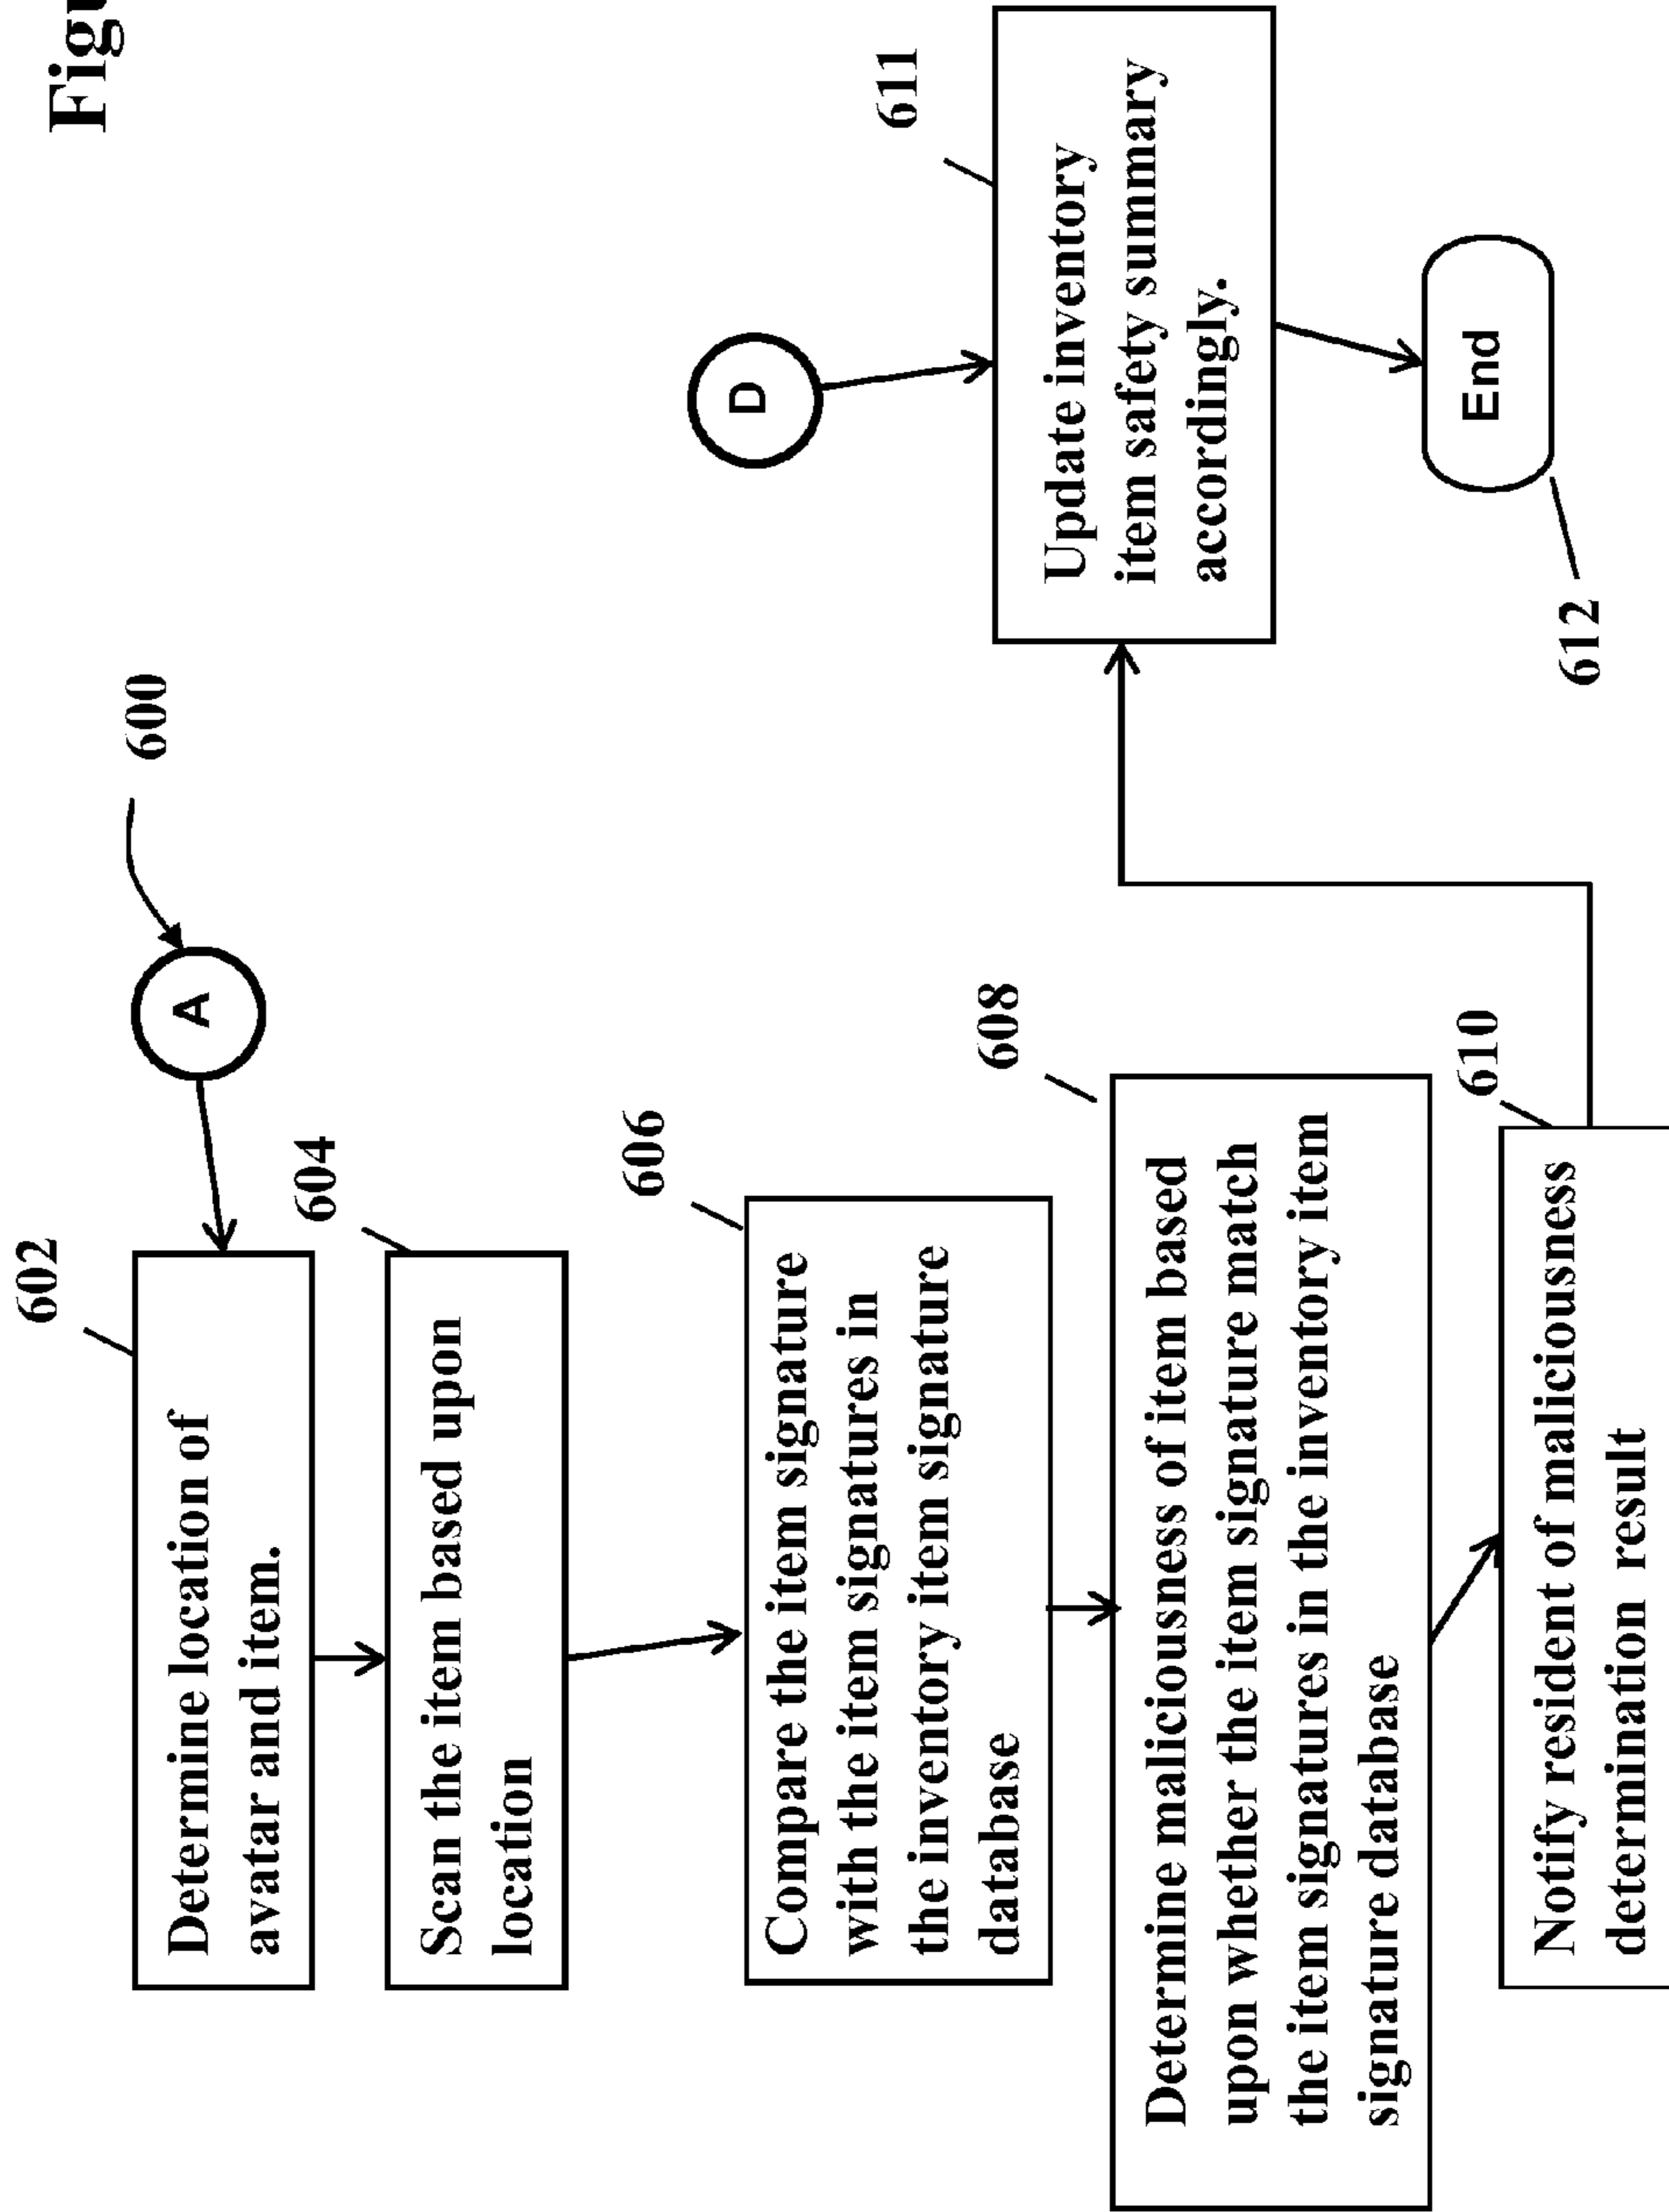 Figu
600
A
602
Determine location of
avatar and item.
604
Scan the item based upon
location
606
Compare the item signature
with the item signatures in
the inventory item signature
database
608
Determine maliciousness of item based
upon whether the item signature match
the item signatures in the inventory item
signature database
610
Notify resident of maliciousness
determination result
D
611
Update inventory
item safety summary
accordingly.
End
612